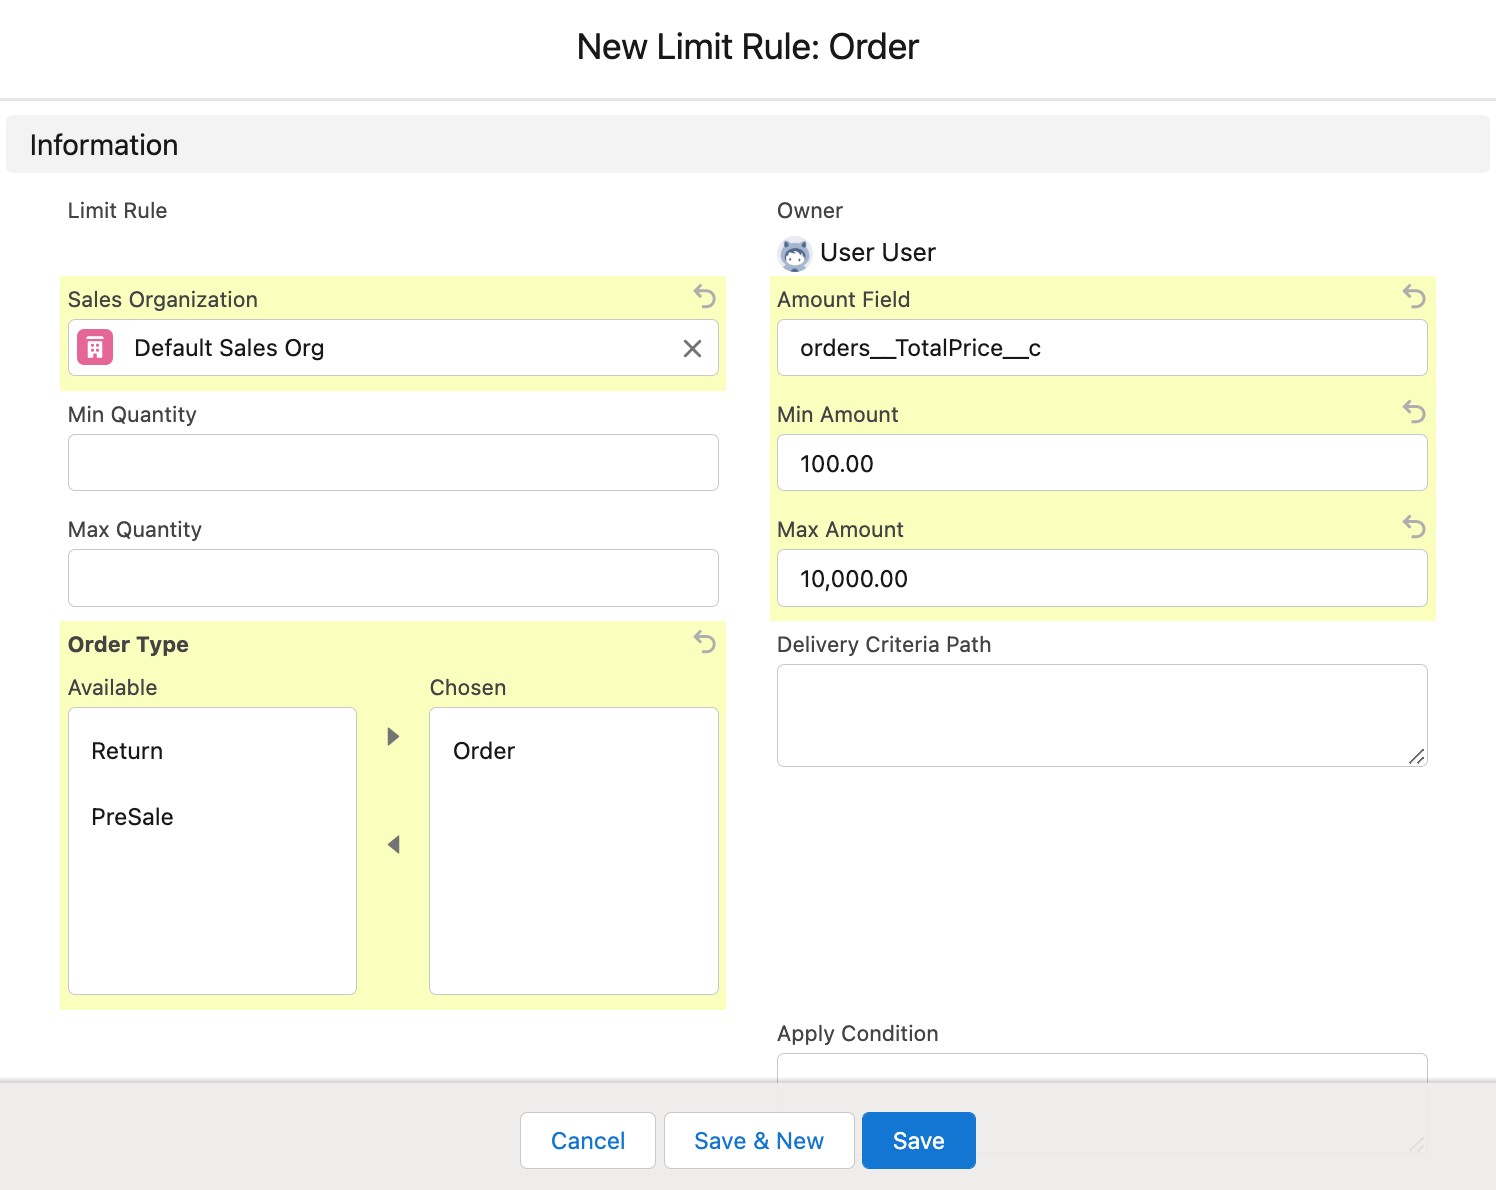 New Limit Rule: Order
Information
Limit Rule
Owner
User User
Sales Organization
Default Sales Org
Amount Field
orders__TotalPrice__c
Min Quantity
Min Amount
100.00
Max Quantity
Max Amount
10,000.00
Order Type
Available
Chosen
Return
PreSale
Order
Delivery Criteria Path
Apply Condition
Cancel
Save & New
Save